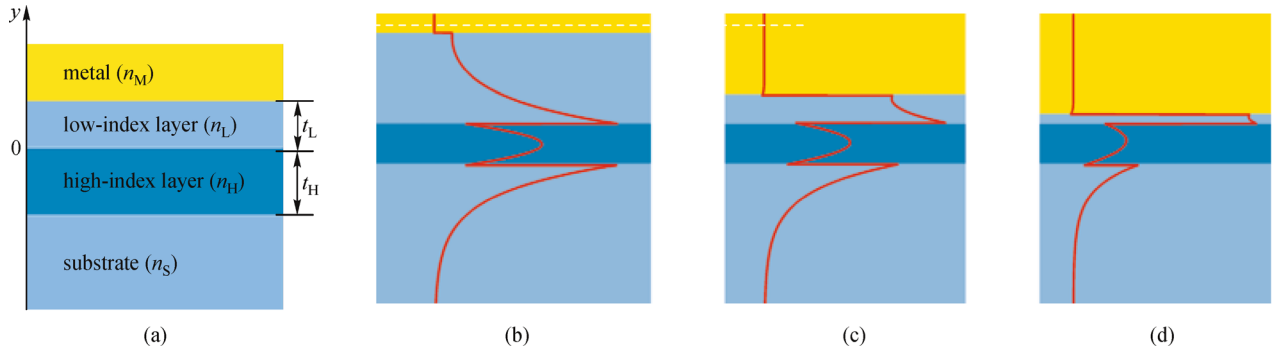 y
metal (nM)
low-index layer (nL)
tL
0
high-index layer (nH)
tH
substrate (nS)
(a)
(b)
(c)
(d)